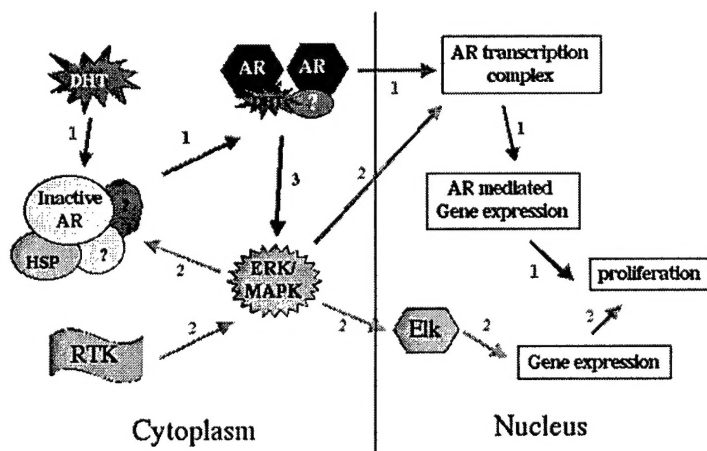 DHT
1
Inactive
AR
HSP
?
1
AR
AR
?
1
3
2
ERK/
MAPK
2
RTK
2
2
Elk
2
AR transcription
complex
1
AR mediated
Gene expression
1
proliferation
2
Gene expression
Cytoplasm
Nucleus